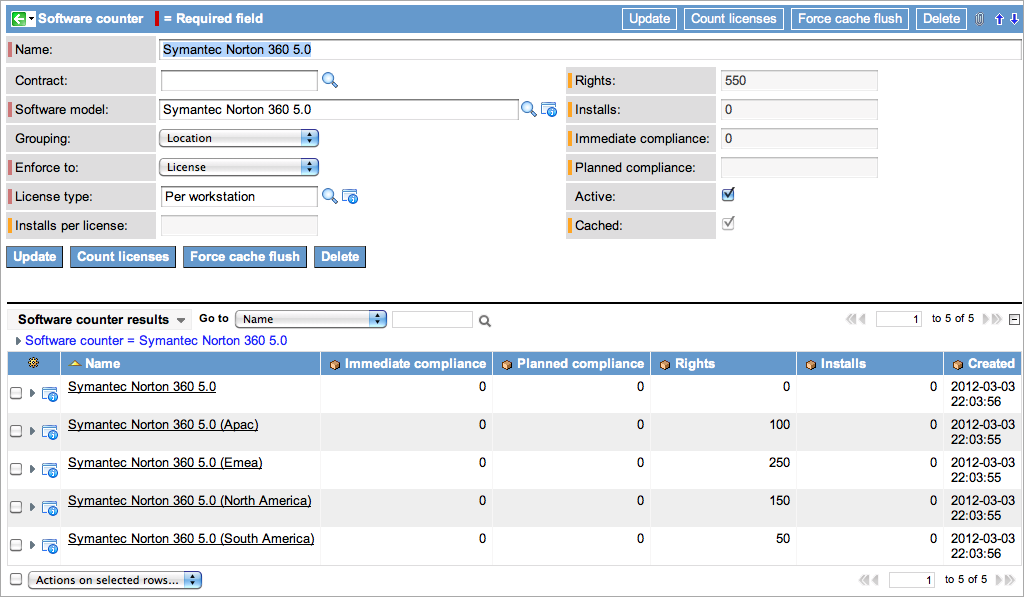 Software counter = Required field Update Count licenses Force cache flush Delete
Name: Symantec Norton 360 5.0
Contract: Rights: 550
Software model: Symantec Norton 360 5.0 Installs: 0
Grouping: Location Immediate compliance: 0
Enforce to: License Planned compliance:
License type: Per workstation Active:
Installs per license: Cached:
Update Count licenses Force cache flush Delete
Software counter results Go to Name 1 to 5 of 5
Software counter = Symantec Norton 360 5.0
Name Immediate compliance Planned compliance Rights Installs Created
Symantec Norton 360 5.0 0 0 0 0 2012-03-03
22:03:56
Symantec Norton 360 5.0 (Apac) 0 0 100 0 2012-03-03
22:03:55
Symantec Norton 360 5.0 (Emea) 0 0 250 0 2012-03-03
22:03:55
Symantec Norton 360 5.0 (North America) 0 0 150 0 2012-03-03
22:03:55
Symantec Norton 360 5.0 (South America) 0 0 50 0 2012-03-03
22:03:56
Actions on selected rows... 1 to 5 of 5